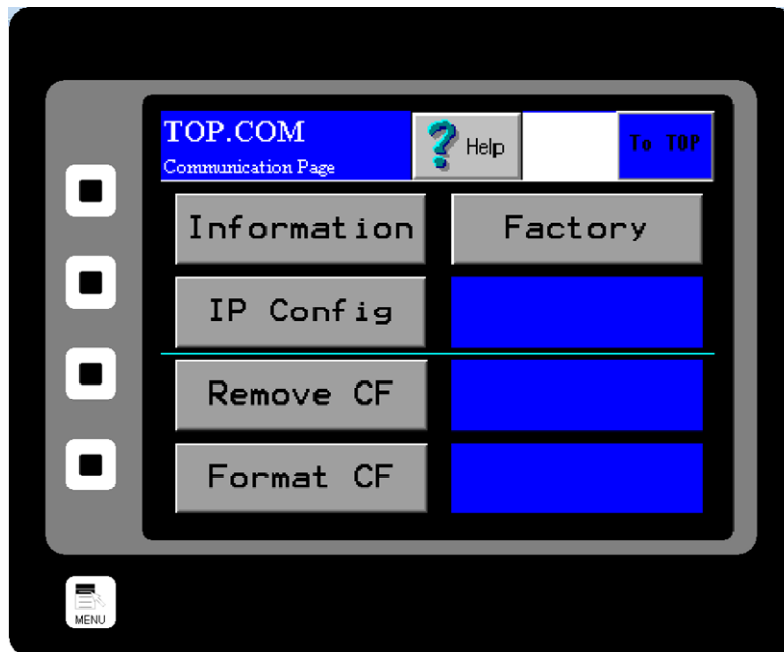 TOP.COM
Communication Page
Help
To TOP
Information
Factory
IP Config
Remove CF
Format CF
MENU